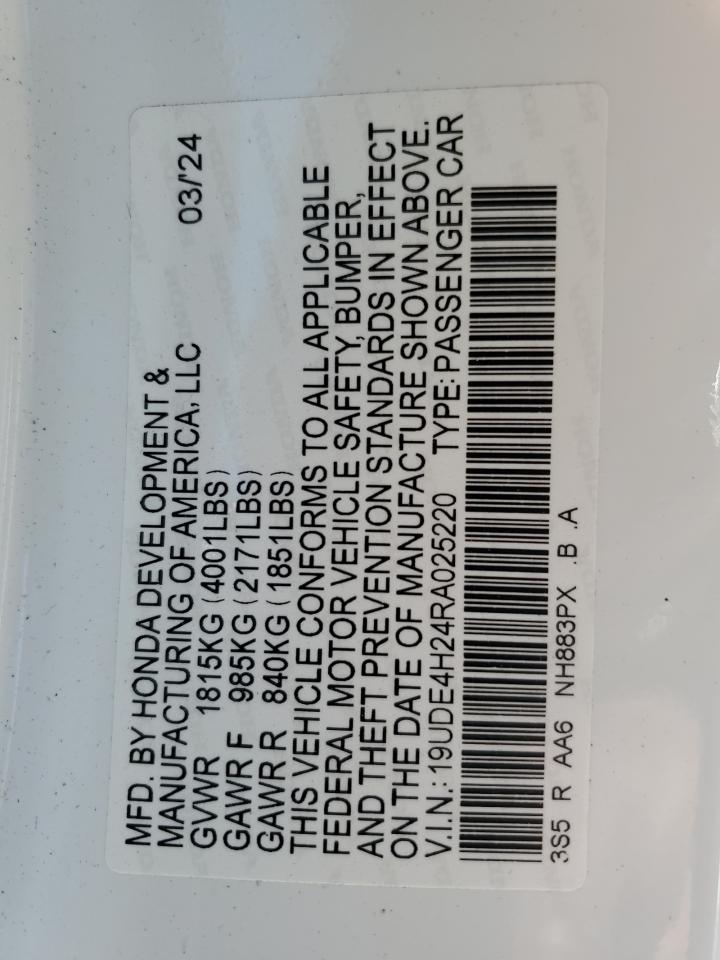 MFD. BY HONDA DEVELOPMENT &
MANUFACTURING OF AMERICA, LLC 03/'24
GVWR 1815KG (4001LBS)
GAWR F 985KG (2171LBS)
GAWR R 840KG (1851LBS)
THIS VEHICLE CONFORMS TO ALL APPLICABLE
FEDERAL MOTOR VEHICLE SAFETY, BUMPER,
AND THEFT PREVENTION STANDARDS IN EFFECT
ON THE DATE OF MANUFACTURE SHOWN ABOVE.
V.I.N.: 19UDE4H24RA025220 TYPE: PASSENGER CAR
3S5 R AA6 NH883PX .B .A